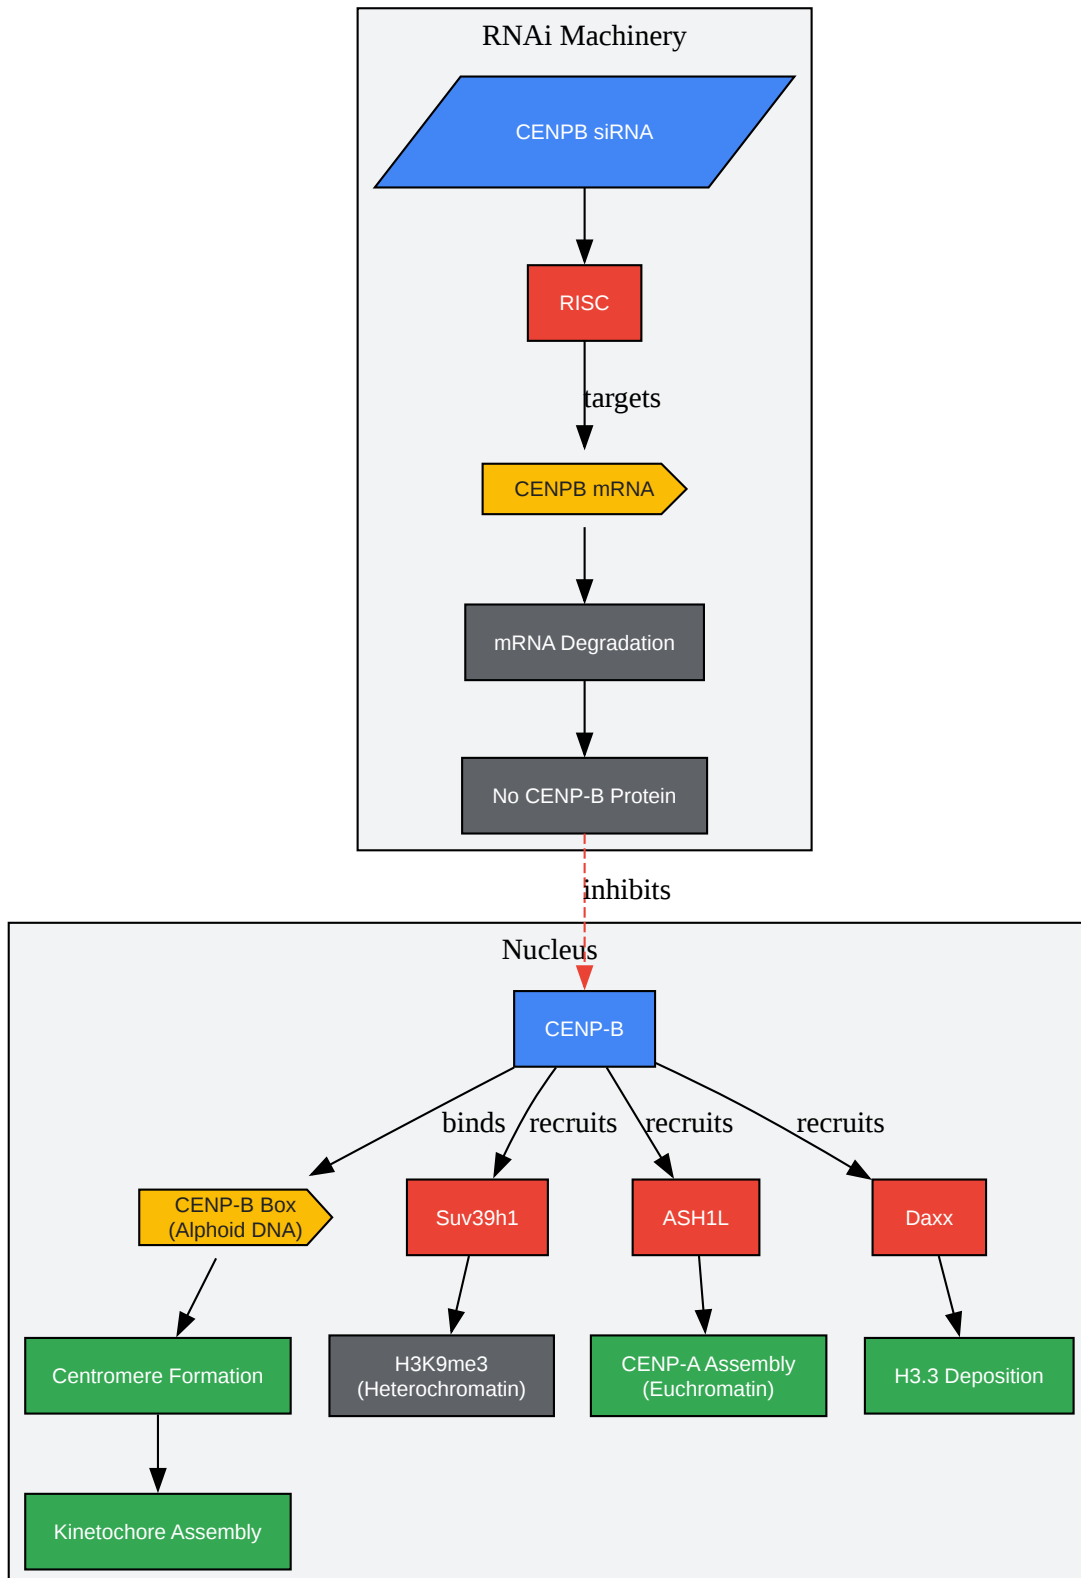 RNAi Machinery
CENPB siRNA
RISC
targets
CENPB mRNA
mRNA Degradation
No CENP-B Protein
inhibits
Nucleus
CENP-B
binds
recruits
recruits
recruits
CENP-B Box
(Alphoid DNA)
Suv39h1
ASH1L
Daxx
Centromere Formation
H3K9me3
(Heterochromatin)
CENP-A Assembly
(Euchromatin)
H3.3 Deposition
Kinetochore Assembly